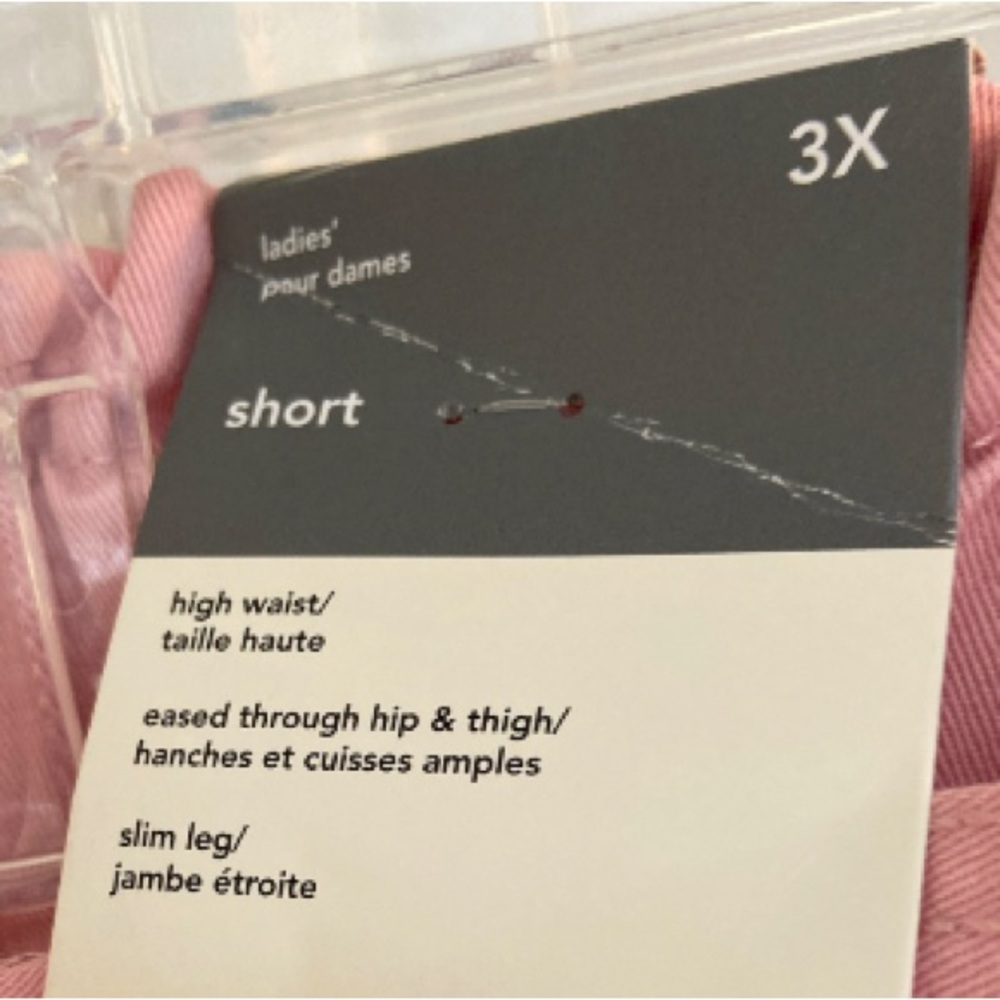 3X
ladies'
pour dames
short
high waist/
taille haute
eased through hip & thigh/
hanches et cuisses amples
slim leg/
jambe étroite